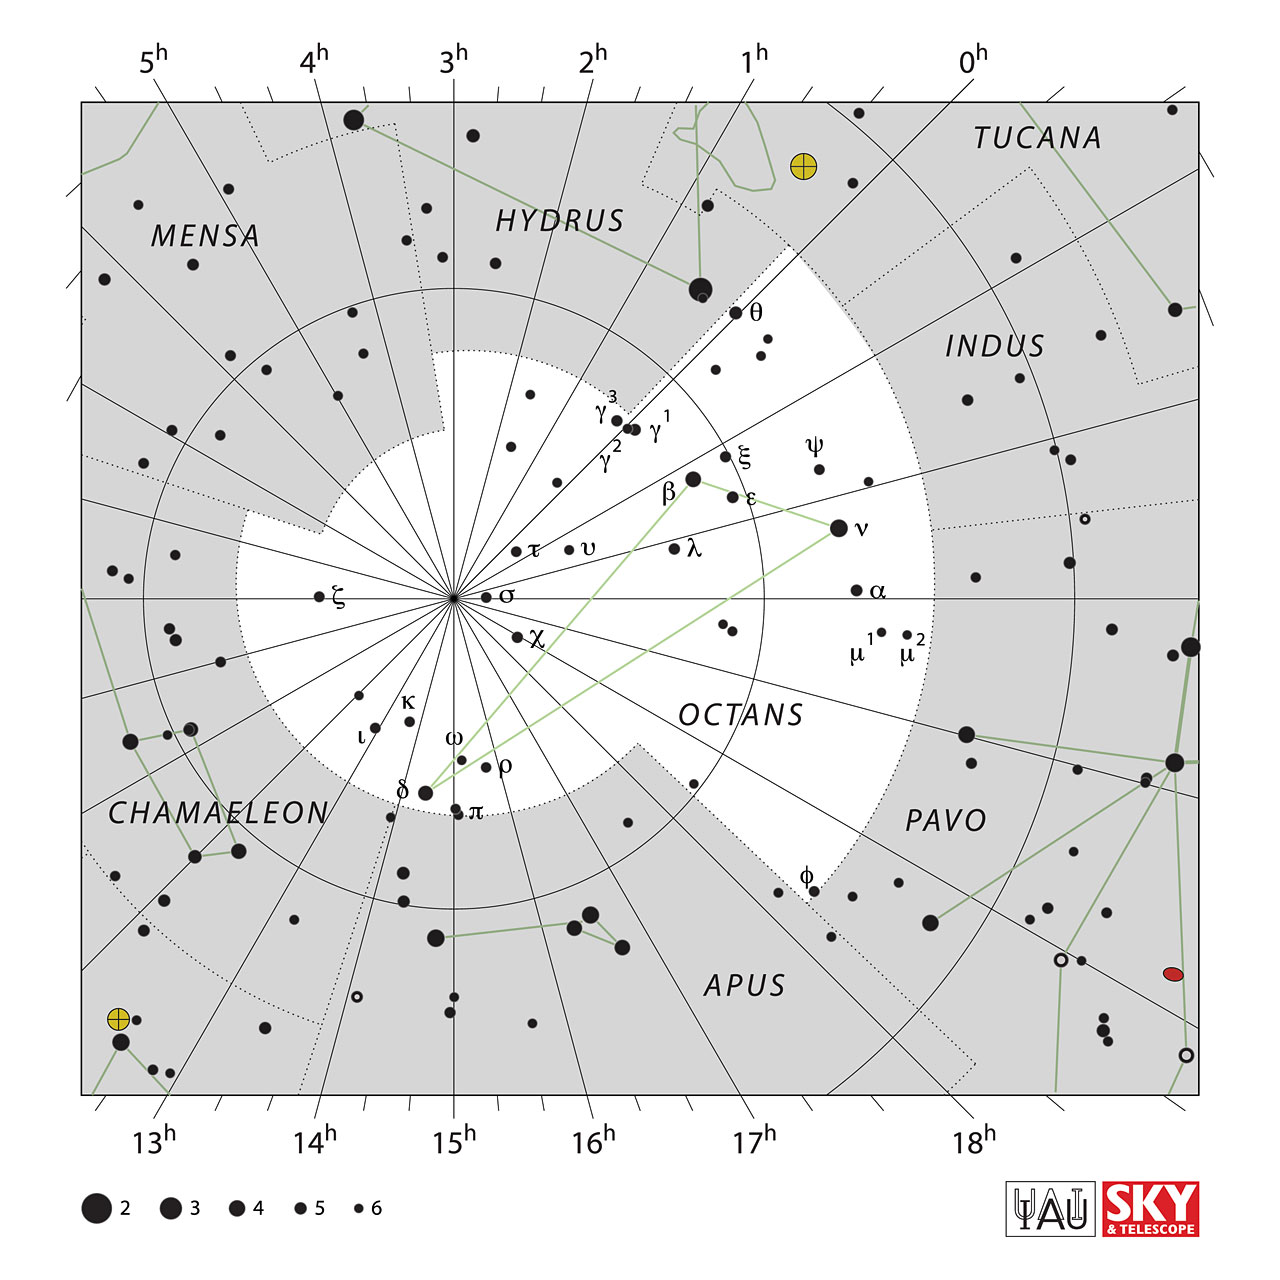 5h 4h 3h 2h 1h 0h
TUCANA
HYDRUS
MENSA
θ
INDUS
γ3
γ1
γ2
ξ
ψ
β
ε
ν
τ
υ
λ
ζ
σ
α
χ
μ1
μ2
κ
OCTANS
ι
ω
ρ
δ
π
CHAMAELEON
PAVO
ϕ
APUS
13h 14h 15h 16h 17h 18h
2 3 4 5 6
IAU
SKY
& TELESCOPE